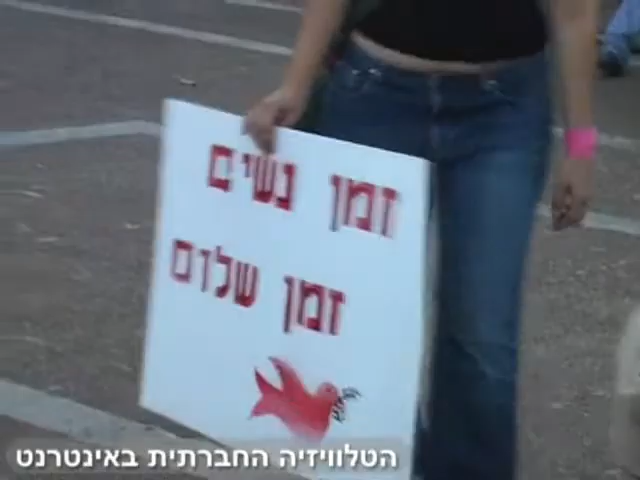 זמן נשים
זמן שלום
הטלוויזיה החברתית באינטרנט